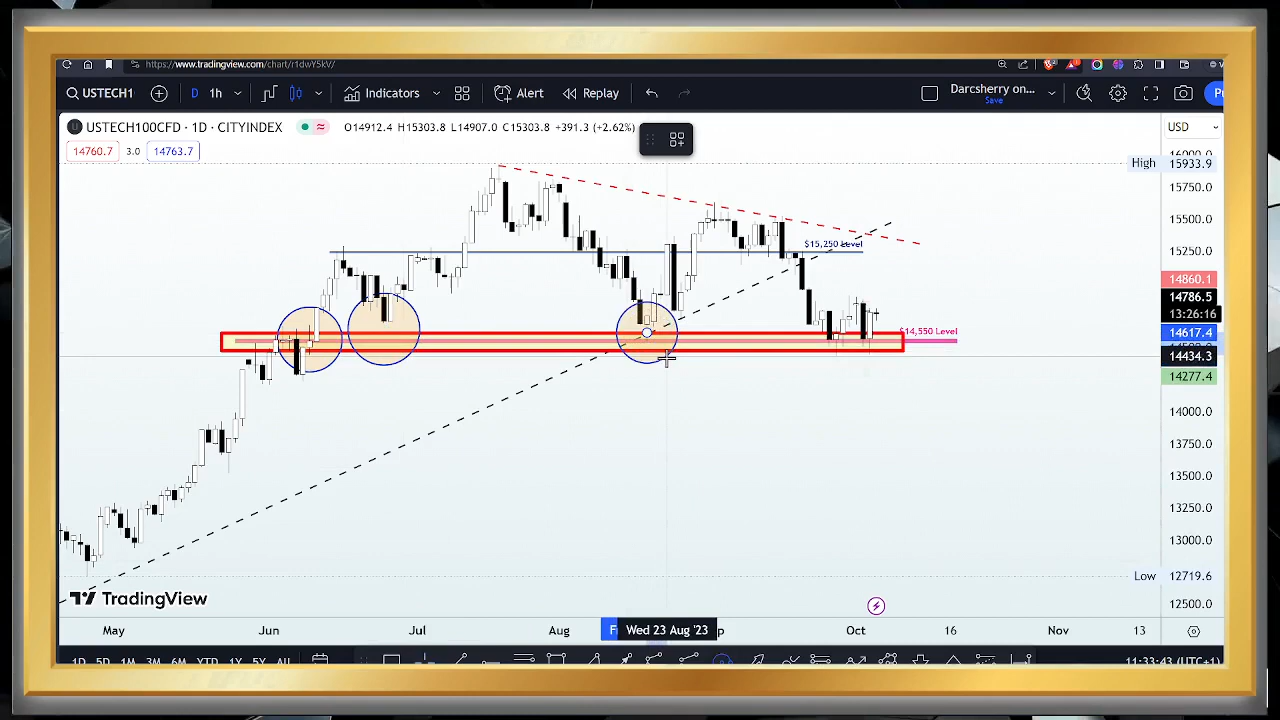 https://www.tradingview.com/chart/r1dwY5kV/
USTECH1 D 1h Indicators Alert Replay Darcsherry on...
Save
USTECH100CFD · 1D · CITYINDEX O14912.4 H15303.8 L14907.0 C15303.8 +391.3 (+2.62%) USD
14760.7 3.0 14763.7
High 15933.9
15750.0
15500.0
$15,250 Level
15250.0
14860.1
14786.5
13:26:16
$14,550 Level
14617.4
14434.3
14277.4
14000.0
13750.0
13500.0
13250.0
13000.0
Low 12719.6
12500.0
TradingView
May Jun Jul Aug Wed 23 Aug '23 Oct 16 Nov 13
1D 5D 1M 3M 6M YTD 1Y 5Y All 11:33:43 (UTC+1)